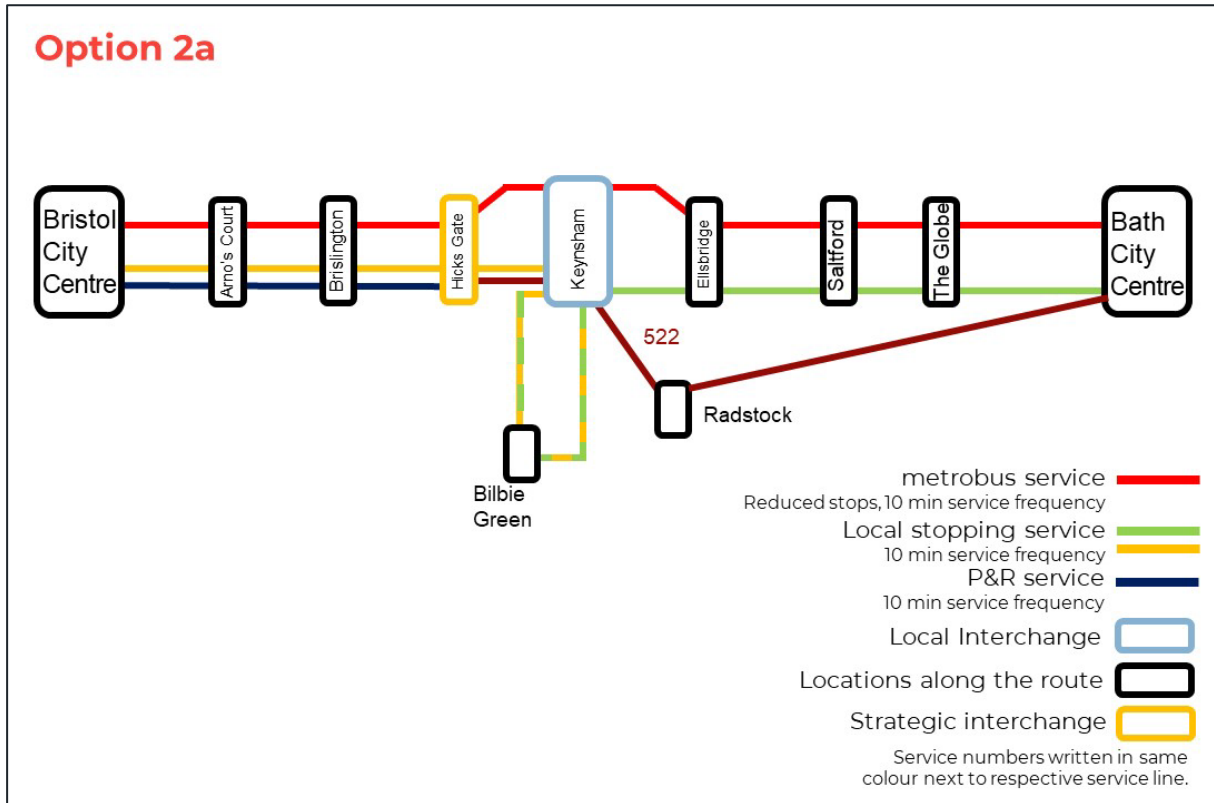 Option 2a
Bristol
City
Centre
Arno's Court
Brislington
Hicks Gate
Keynsham
Ellsbridge
Saltford
The Globe
Bath
City
Centre
522
Radstock
Bilbie
Green
metrobus service
Reduced stops, 10 min service frequency
Local stopping service
10 min service frequency
P&R service
10 min service frequency
Local Interchange
Locations along the route
Strategic interchange
Service numbers written in same
colour next to respective service line.